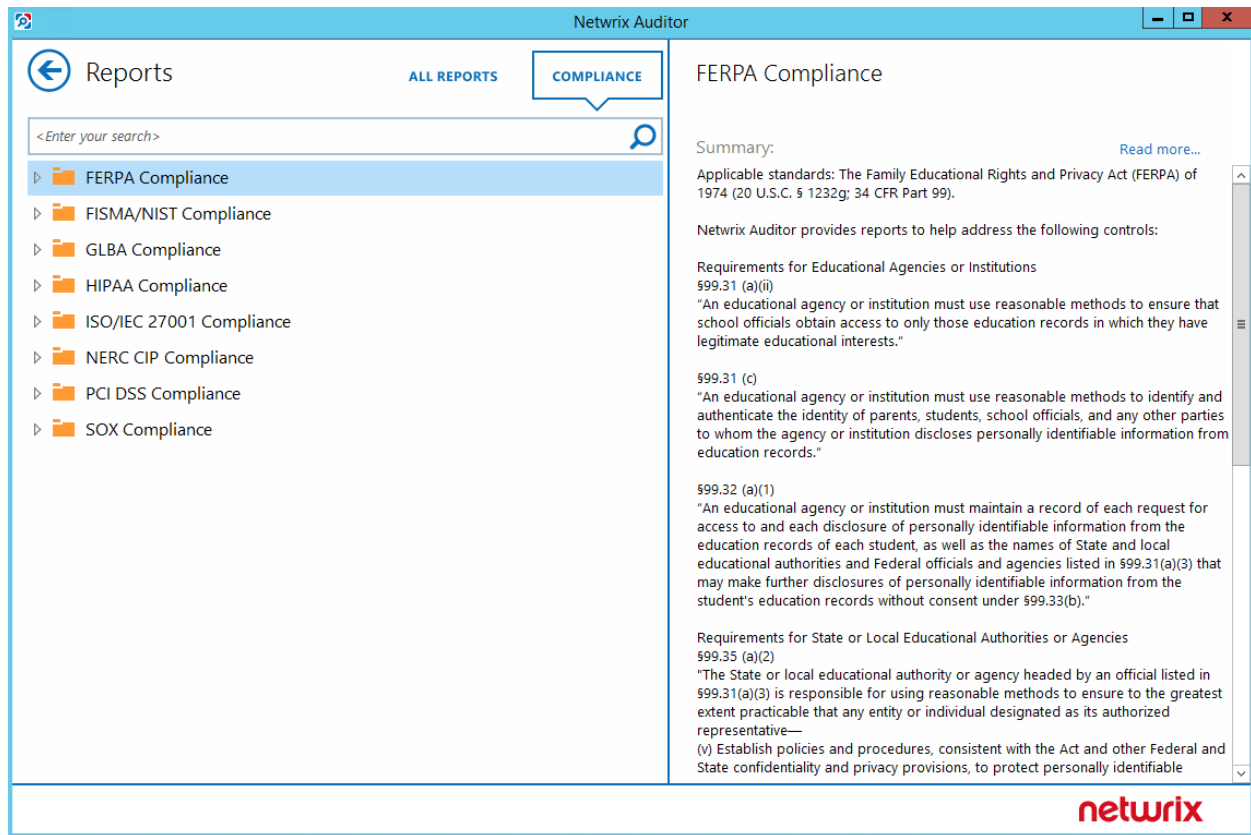 Netwrix Auditor
Reports
ALL REPORTS
COMPLIANCE
<Enter your search>
FERPA Compliance
FISMA/NIST Compliance
GLBA Compliance
HIPAA Compliance
ISO/IEC 27001 Compliance
NERC CIP Compliance
PCI DSS Compliance
SOX Compliance
FERPA Compliance
Summary:
Read more...
Applicable standards: The Family Educational Rights and Privacy Act (FERPA) of
1974 (20 U.S.C. § 1232g; 34 CFR Part 99).
Netwrix Auditor provides reports to help address the following controls:
Requirements for Educational Agencies or Institutions
§99.31 (a)(ii)
“An educational agency or institution must use reasonable methods to ensure that
school officials obtain access to only those education records in which they have
legitimate educational interests.”
§99.31 (c)
“An educational agency or institution must use reasonable methods to identify and
authenticate the identity of parents, students, school officials, and any other parties
to whom the agency or institution discloses personally identifiable information from
education records.“
§99.32 (a)(1)
“An educational agency or institution must maintain a record of each request for
access to and each disclosure of personally identifiable information from the
education records of each student, as well as the names of State and local
educational authorities and Federal officials and agencies listed in §99.31(a)(3) that
may make further disclosures of personally identifiable information from the
student's education records without consent under §99.33(b).“
Requirements for State or Local Educational Authorities or Agencies
§99.35 (a)(2)
"The State or local educational authority or agency headed by an official listed in
§99.31(a)(3) is responsible for using reasonable methods to ensure to the greatest
extent practicable that any entity or individual designated as its authorized
representative—
(v) Establish policies and procedures, consistent with the Act and other Federal and
State confidentiality and privacy provisions, to protect personally identifiable
netwrix